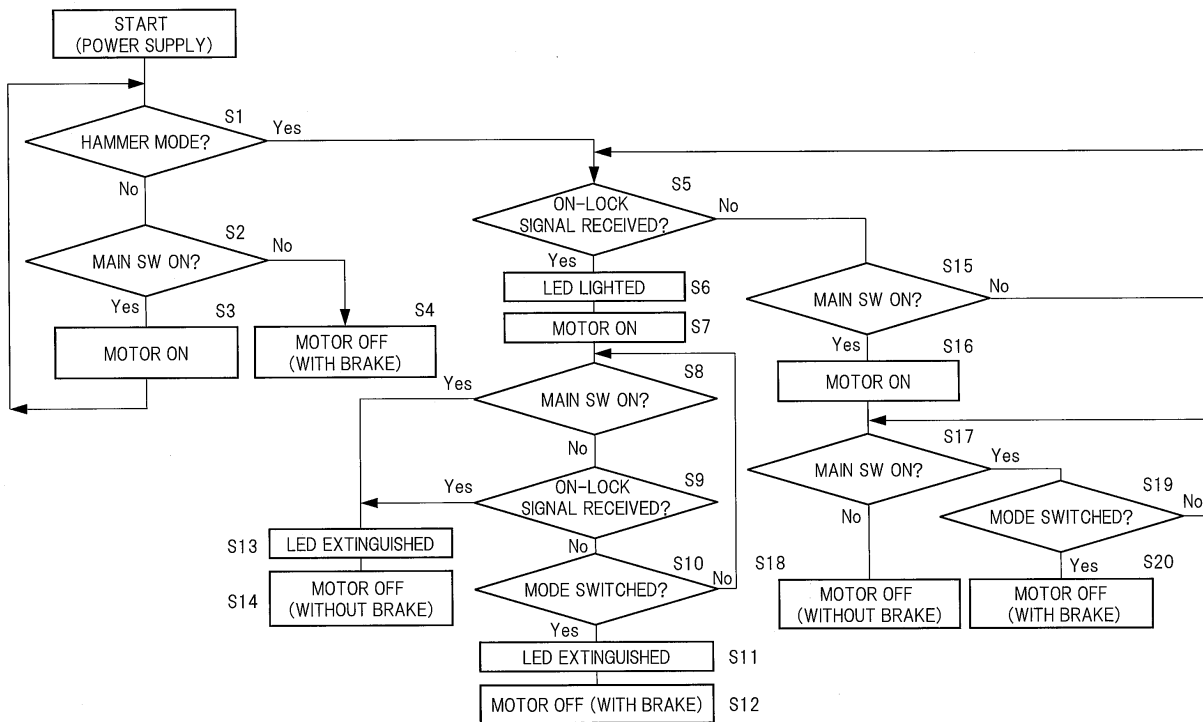 START
(POWER SUPPLY)
S1
HAMMER MODE?
Yes
No
S2
MAIN SW ON?
No
Yes
S3
MOTOR ON
S4
MOTOR OFF
(WITH BRAKE)
S5
ON-LOCK
SIGNAL RECEIVED?
No
Yes
LED LIGHTED
S6
MOTOR ON
S7
S8
Yes
MAIN SW ON?
No
S9
Yes
ON-LOCK
SIGNAL RECEIVED?
No
S10
MODE SWITCHED?
No
Yes
LED EXTINGUISHED
S11
MOTOR OFF (WITH BRAKE)
S12
S13
LED EXTINGUISHED
S14
MOTOR OFF
(WITHOUT BRAKE)
S15
MAIN SW ON?
No
Yes
S16
MOTOR ON
S17
MAIN SW ON?
Yes
No
S18
MOTOR OFF
(WITHOUT BRAKE)
S19
MODE SWITCHED?
No
Yes
S20
MOTOR OFF
(WITH BRAKE)